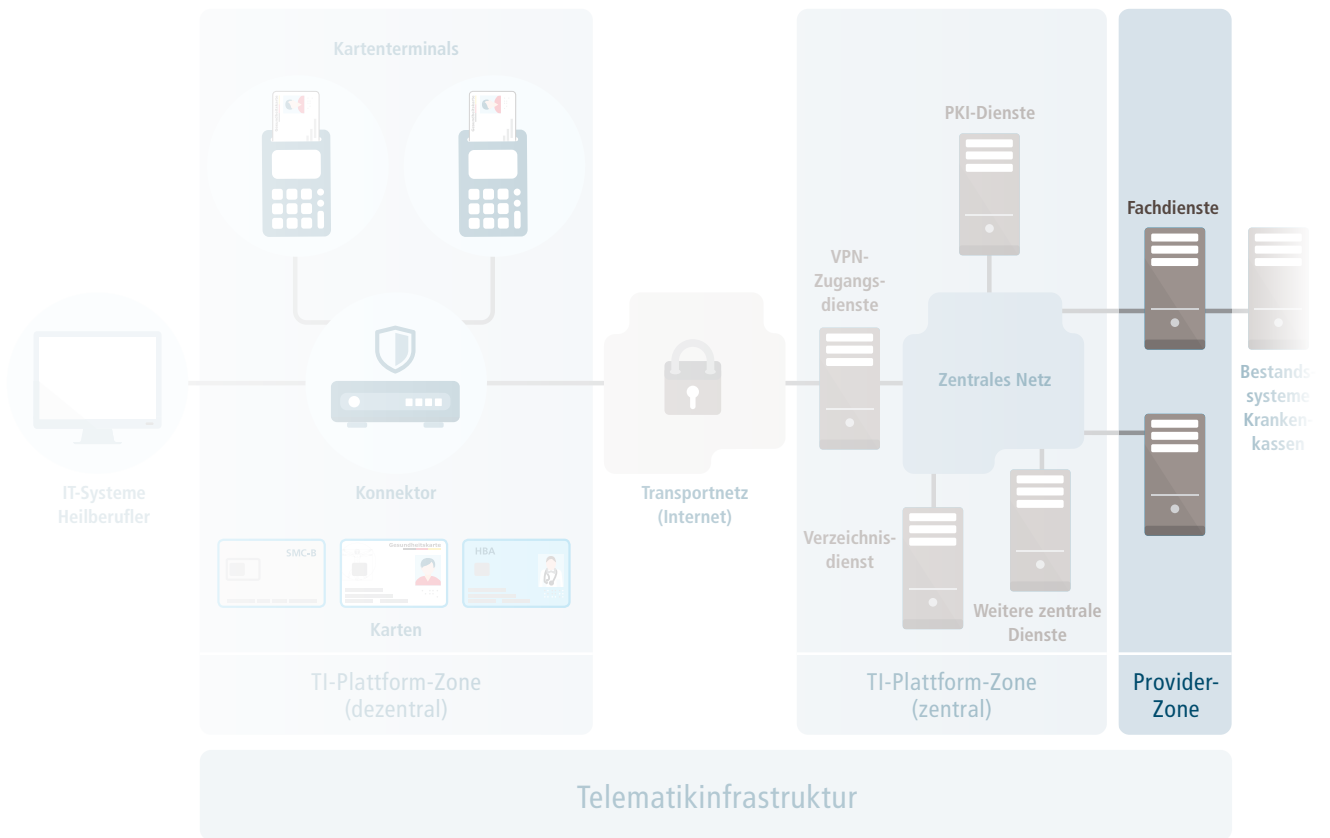 Kartenterminals
PKI-Dienste
Fachdienste
VPN-
Zugangs-
dienste
Zentrales Netz
Bestands
systeme
Kranken-
kassen
IT-Systeme
Heilberufler
Konnektor
Transportnetz
(Internet)
Verzeichnis-
dienst
SMC-B
Gesundheitskarte
HBA
Weitere zentrale
Dienste
Karten
TI-Plattform-Zone
(dezentral)
TI-Plattform-Zone
(zentral)
Provider-
Zone
Telematikinfrastruktur